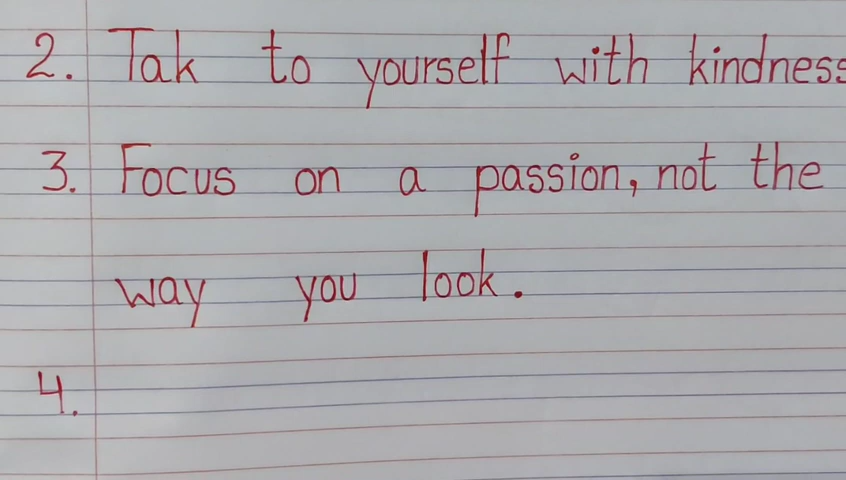 2. Tak to yourself with kindness
3. Focus on a passion, not the
way you look.
4.